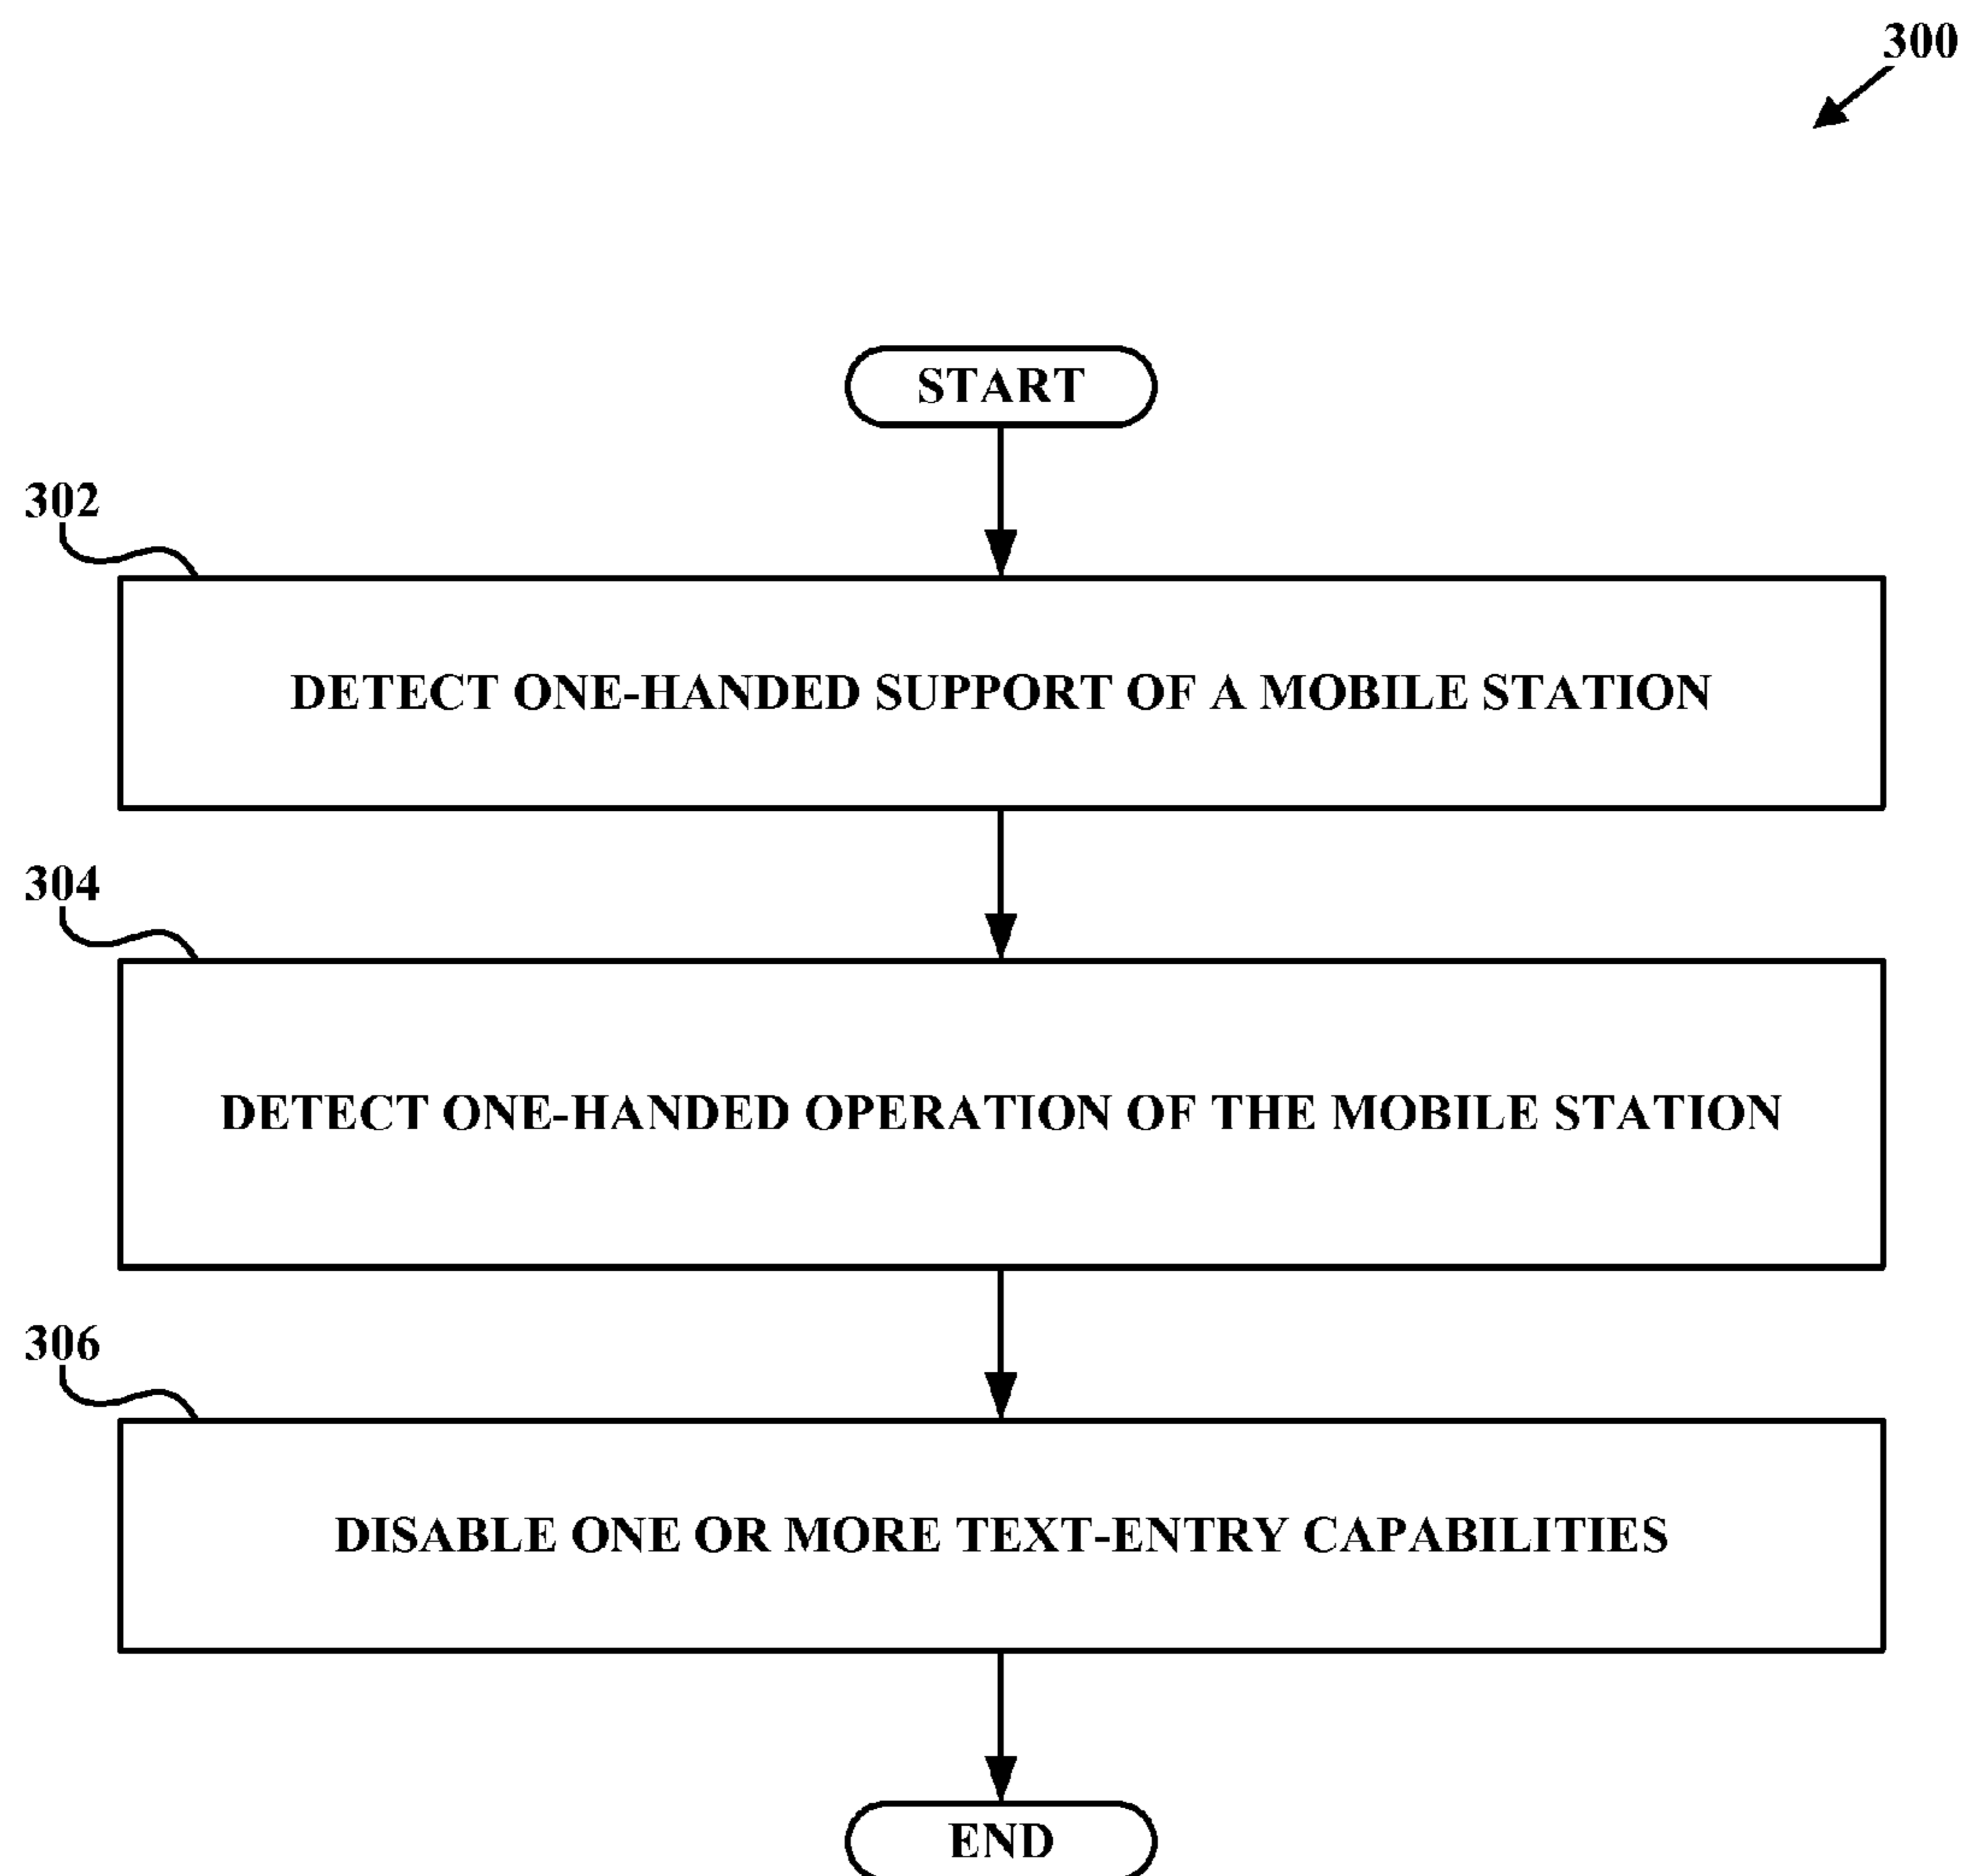 300
START
302
DETECT ONE-HANDED SUPPORT OF A MOBILE STATION
304
DETECT ONE-HANDED OPERATION OF THE MOBILE STATION
306
DISABLE ONE OR MORE TEXT-ENTRY CAPABILITIES
END